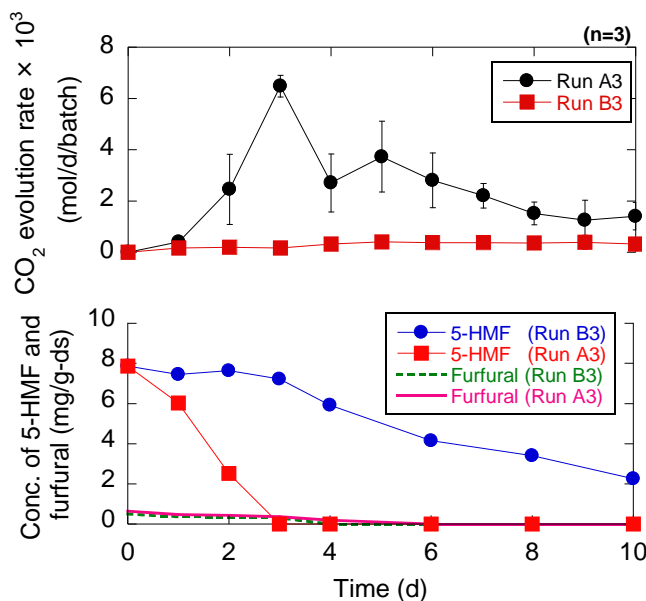 (n=3)
CO2 evolution rate × 10³
(mol/d/batch)
8
6
4
2
0
Run A3
Run B3
Conc. of 5-HMF and
furfural (mg/g-ds)
10
8
6
4
2
0
5-HMF (Run B3)
5-HMF (Run A3)
Furfural (Run B3)
Furfural (Run A3)
0 2 4 6 8 10
Time (d)